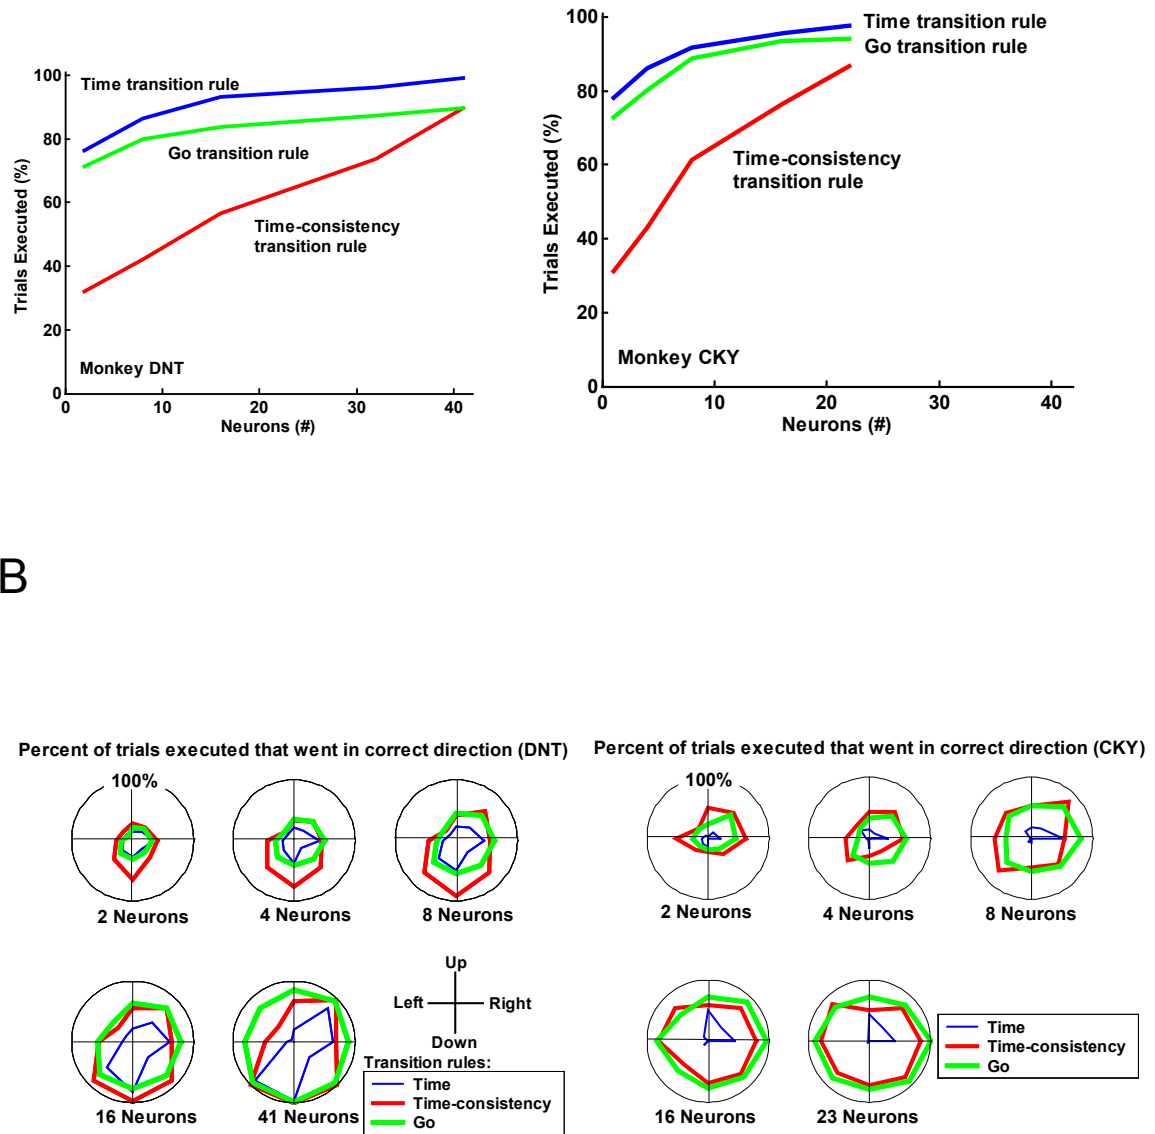 100
80
60
40
20
0
Trials Executed (%)
Time transition rule
Go transition rule
Time-consistency
transition rule
Monkey DNT
0 10 20 30 40
Neurons (#)
100
80
60
40
20
0
Trials Executed (%)
Time transition rule
Go transition rule
Time-consistency
transition rule
Monkey CKY
0 10 20 30 40
Neurons (#)
B
Percent of trials executed that went in correct direction (DNT)
100%
2 Neurons
4 Neurons
8 Neurons
16 Neurons
41 Neurons
Up
Left
Right
Down
Transition rules:
Time
Time-consistency
Go
Percent of trials executed that went in correct direction (CKY)
100%
2 Neurons
4 Neurons
8 Neurons
16 Neurons
23 Neurons
Time
Time-consistency
Go